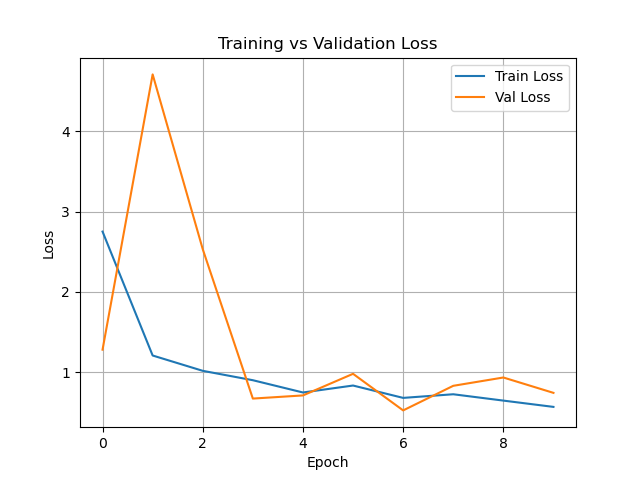 Training vs Validation Loss
Train Loss
Val Loss
4
3
2
1
Loss
0 2 4 6 8
Epoch